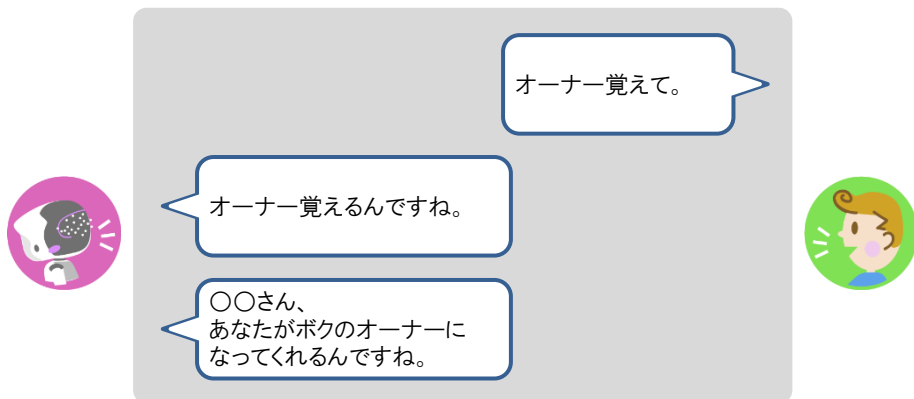 オーナー覚えて。
オーナー覚えるんですね。
〇〇さん、
あなたがボクのオーナーに
なってくれるんですね。